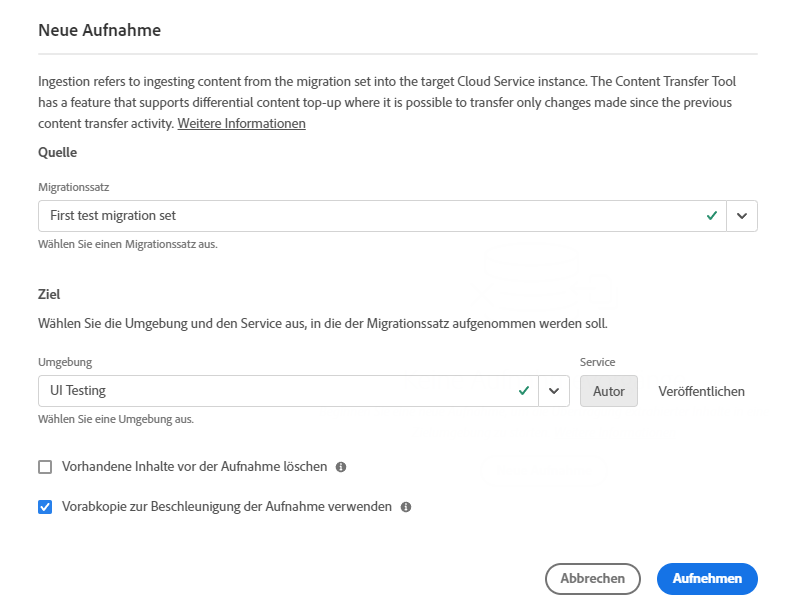 Neue Aufnahme
Ingestion refers to ingesting content from the migration set into the target Cloud Service instance. The Content Transfer Tool
has a feature that supports differential content top-up where it is possible to transfer only changes made since the previous
content transfer activity. Weitere Informationen
Quelle
Migrationssatz
First test migration set
Wählen Sie einen Migrationssatz aus.
Ziel
Wählen Sie die Umgebung und den Service aus, in die der Migrationssatz aufgenommen werden soll.
Umgebung Service
UI Testing Autor Veröffentlichen
Wählen Sie eine Umgebung aus.
Vorhandene Inhalte vor der Aufnahme löschen
Vorabkopie zur Beschleunigung der Aufnahme verwenden
Abbrechen Aufnehmen